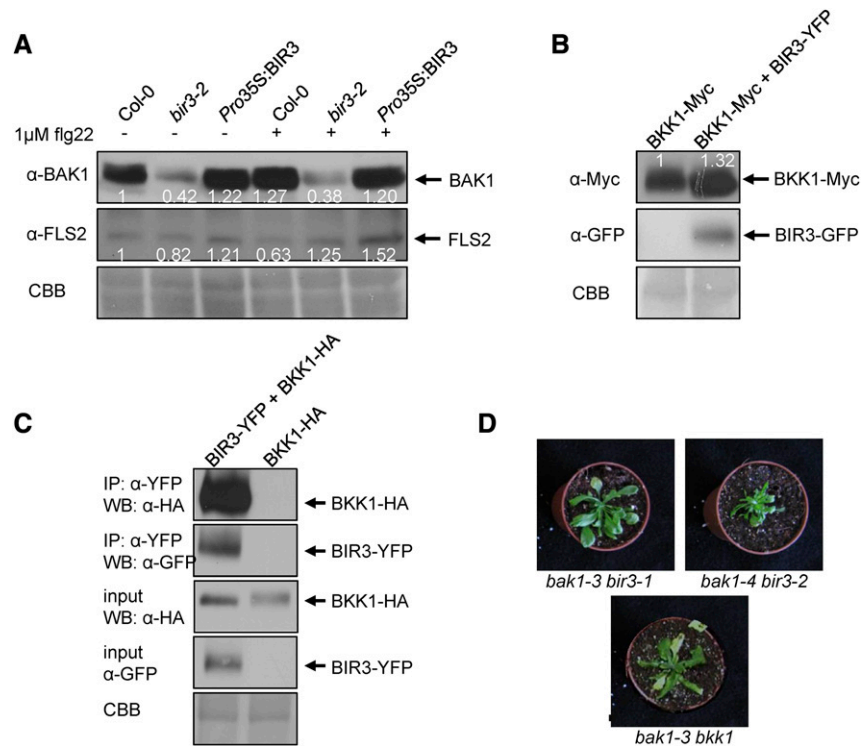 A
Col-0 bir3-2 Pro35S:BIR3 Col-0 bir3-2 Pro35S:BIR3
1µM flg22 - - - + + +
α-BAK1 BAK1
1 0.42 1.22 1.27 0.38 1.20
α-FLS2 FLS2
1 0.82 1.21 0.63 1.25 1.52
CBB
B
BKK1-Myc BKK1-Myc + BIR3-YFP
1 1.32
α-Myc BKK1-Myc
α-GFP BIR3-GFP
CBB
C
BIR3-YFP + BKK1-HA BKK1-HA
IP: α-YFP
WB: α-HA BKK1-HA
IP: α-YFP
WB: α-GFP BIR3-YFP
input
WB: α-HA BKK1-HA
input
α-GFP BIR3-YFP
CBB
D
bak1-3 bir3-1 bak1-4 bir3-2
bak1-3 bkk1